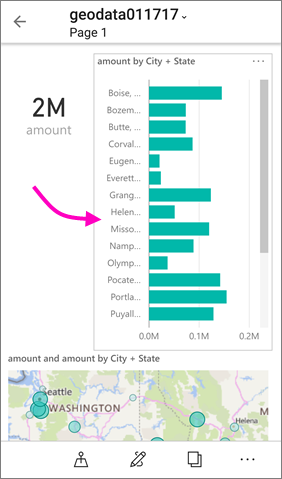 geodata011717
Page 1
amount by City + State
2M
amount
Boise, ...
Bozem...
Butte, ...
Corval...
Eugen...
Everett...
Grang...
Helen...
Misso...
Namp...
Olymp...
Pocate...
Portla...
Puyall...
0.0M 0.1M 0.2M
amount and amount by City + State
Seattle
WASHINGTON
Helena